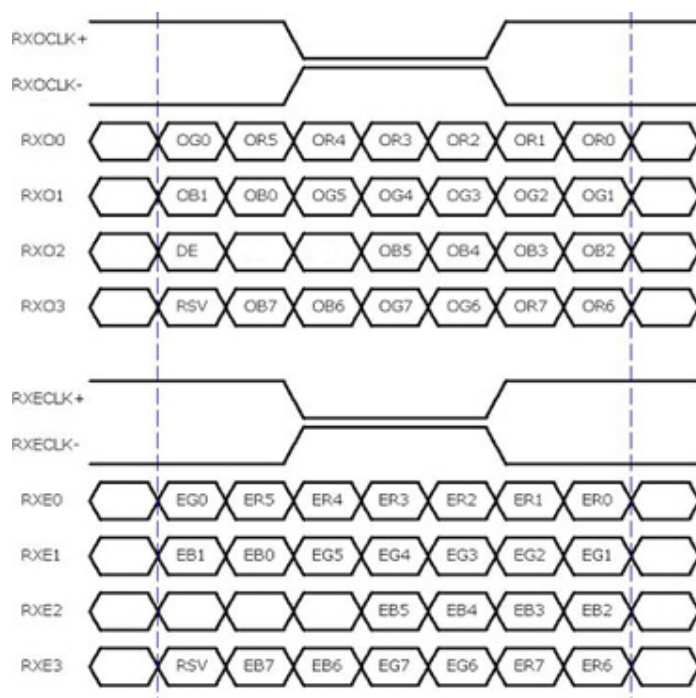 RXOCLK+
RXOCLK-
RXO0 OG0 OR5 OR4 OR3 OR2 OR1 OR0
RXO1 OB1 OB0 OG5 OG4 OG3 OG2 OG1
RXO2 DE OB5 OB4 OB3 OB2
RXO3 RSV OB7 OB6 OG7 OG6 OR7 OR6
RXECLK+
RXECLK-
RXE0 EG0 ER5 ER4 ER3 ER2 ER1 ER0
RXE1 EB1 EB0 EG5 EG4 EG3 EG2 EG1
RXE2 EB5 EB4 EB3 EB2
RXE3 RSV EB7 EB6 EG7 EG6 ER7 ER6